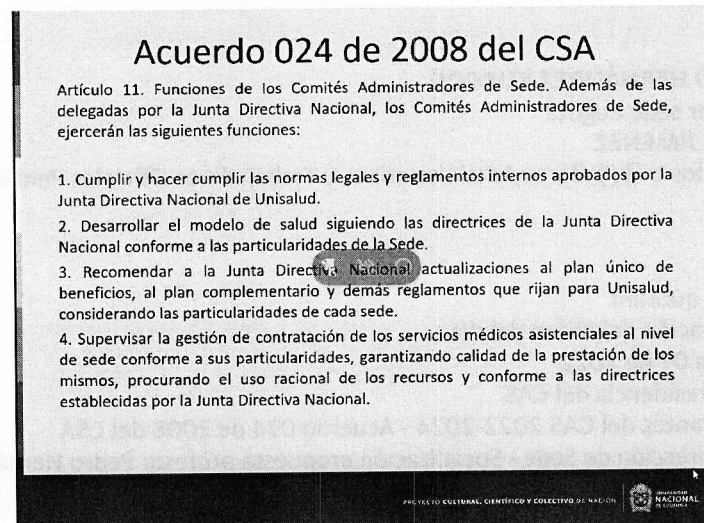 Acuerdo 024 de 2008 del CSA
Artículo 11. Funciones de los Comités Administradores de Sede. Además de las
delegadas por la Junta Directiva Nacional, los Comités Administradores de Sede,
ejercerán las siguientes funciones:
1. Cumplir y hacer cumplir las normas legales y reglamentos internos aprobados por la
Junta Directiva Nacional de Unisalud.
2. Desarrollar el modelo de salud siguiendo las directrices de la Junta Directiva
Nacional conforme a las particularidades de la Sede.
3. Recomendar a la Junta Directiva Nacional actualizaciones al plan único de
beneficios, al plan complementario y demás reglamentos que rijan para Unisalud,
considerando las particularidades de cada sede.
4. Supervisar la gestión de contratación de los servicios médicos asistenciales al nivel
de sede conforme a sus particularidades, garantizando calidad de la prestación de los
mismos, procurando el uso racional de los recursos y conforme a las directrices
establecidas por la Junta Directiva Nacional.
PROYECTO CULTURAL, CIENTÍFICO Y COLECTIVO DE NACIÓN
UNIVERSIDAD
NACIONAL
DE COLOMBIA